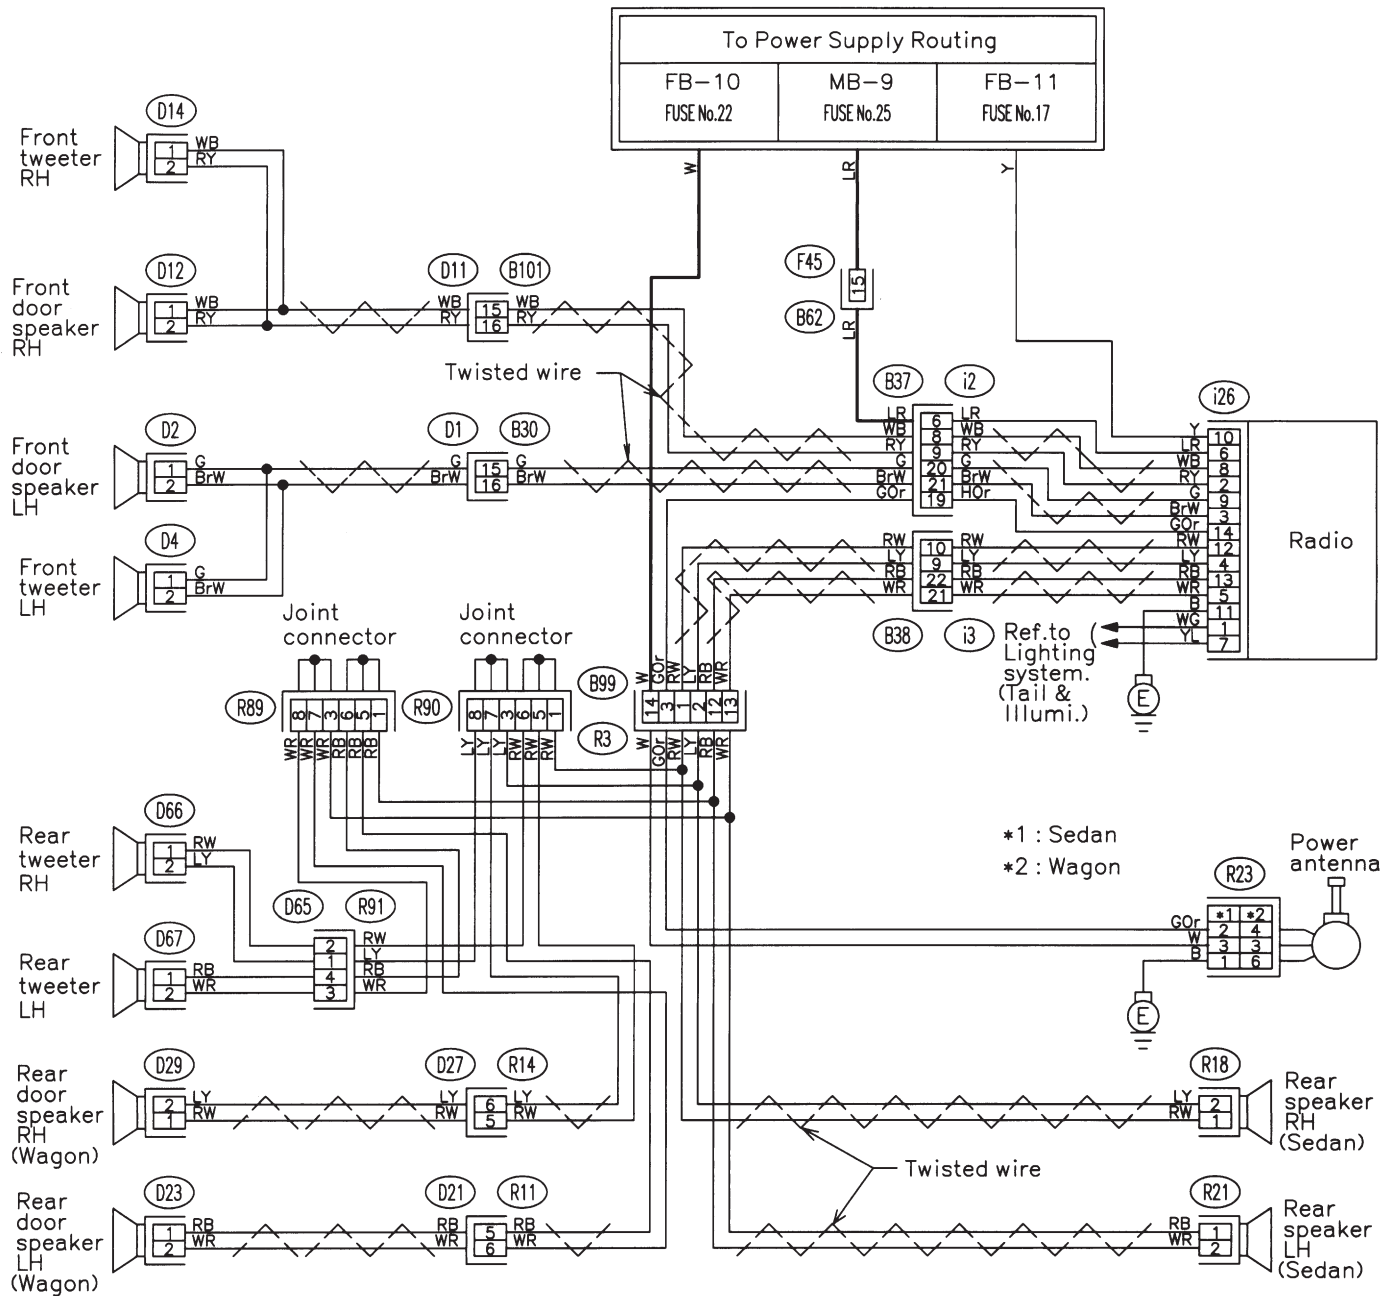 To Power Supply Routing
FB-10
MB-9
FB-11
FUSE No.22
FUSE No.25
FUSE No.17
W
LR
Y
D14
Front
tweeter
RH
1
2
WB
RY
D12
Front
door
speaker
RH
1
2
WB
RY
D11
B101
WB
RY
15
16
WB
RY
F45
15
B62
LR
Twisted wire
D2
Front
door
speaker
LH
1
2
G
BrW
D1
B30
G
BrW
15
16
G
BrW
D4
Front
tweeter
LH
1
2
G
BrW
B37
i2
LR 6 LR
WB 8 WB
RY 9 RY
G 20 G
BrW 21 BrW
GOr 19 HOr
RW 10 RW
LY 9 LY
RB 22 RB
WR 21 WR
B38
i3
i26
Y 10
LR 6
WB 8
RY 2
G 9
BrW 3
GOr 14
RW 12
LY 4
RB 13
WR 5
B 11
WG 1
YL 7
Radio
Ref.to
Lighting
system.
(Tail &
Illumi.)
E
Joint
connector
Joint
connector
R89
8 7 3 6 5 1
WR WR WR RB RB RB
R90
8 7 3 6 5 1
LY LY LY RW RW RW
B99
W GOr RW LY RB WR
14 3 1 2 12 13
R3
W GOr RW LY RB WR
D66
Rear
tweeter
RH
1
2
RW
LY
D65
R91
2 RW
1 LY
4 RB
3 WR
D67
Rear
tweeter
LH
1
2
RB
WR
*1 : Sedan
*2 : Wagon
Power
antenna
R23
*1 *2
GOr 2 4
W 3 3
B 1 6
E
D29
Rear
door
speaker
RH
(Wagon)
2
1
LY
RW
D27
R14
LY 6 LY
RW 5 RW
R18
LY 2
RW 1
Rear
speaker
RH
(Sedan)
Twisted wire
D23
Rear
door
speaker
LH
(Wagon)
1
2
RB
WR
D21
R11
RB 5 RB
WR 6 WR
R21
RB 1
WR 2
Rear
speaker
LH
(Sedan)